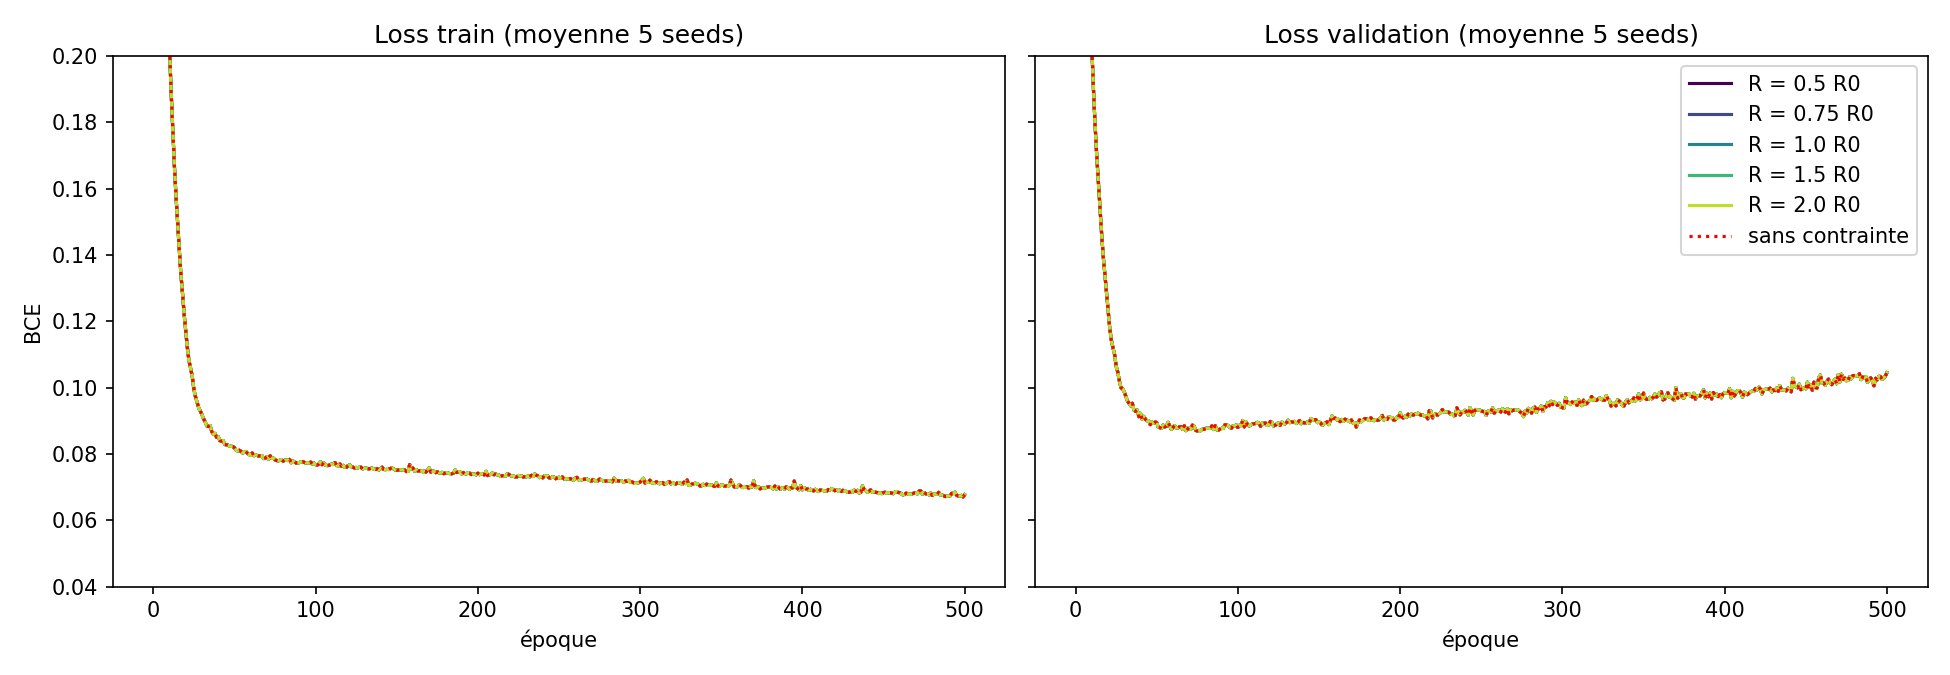 Loss train (moyenne 5 seeds)
0.20
0.18
0.16
0.14
0.12
0.10
0.08
0.06
0.04
BCE
0 100 200 300 400 500
époque
Loss validation (moyenne 5 seeds)
R = 0.5 R0
R = 0.75 R0
R = 1.0 R0
R = 1.5 R0
R = 2.0 R0
sans contrainte
0 100 200 300 400 500
époque